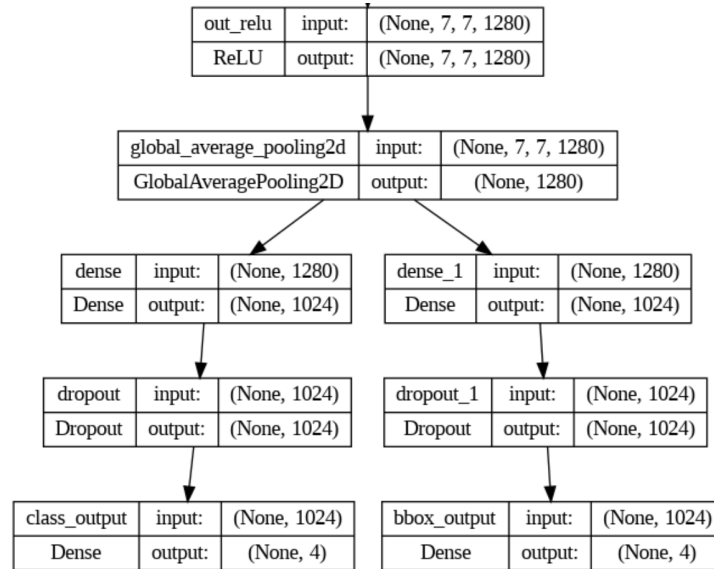 out_relu input: (None, 7, 7, 1280)
ReLU output: (None, 7, 7, 1280)
global_average_pooling2d input: (None, 7, 7, 1280)
GlobalAveragePooling2D output: (None, 1280)
dense input: (None, 1280)
Dense output: (None, 1024)
dense_1 input: (None, 1280)
Dense output: (None, 1024)
dropout input: (None, 1024)
Dropout output: (None, 1024)
dropout_1 input: (None, 1024)
Dropout output: (None, 1024)
class_output input: (None, 1024)
Dense output: (None, 4)
bbox_output input: (None, 1024)
Dense output: (None, 4)